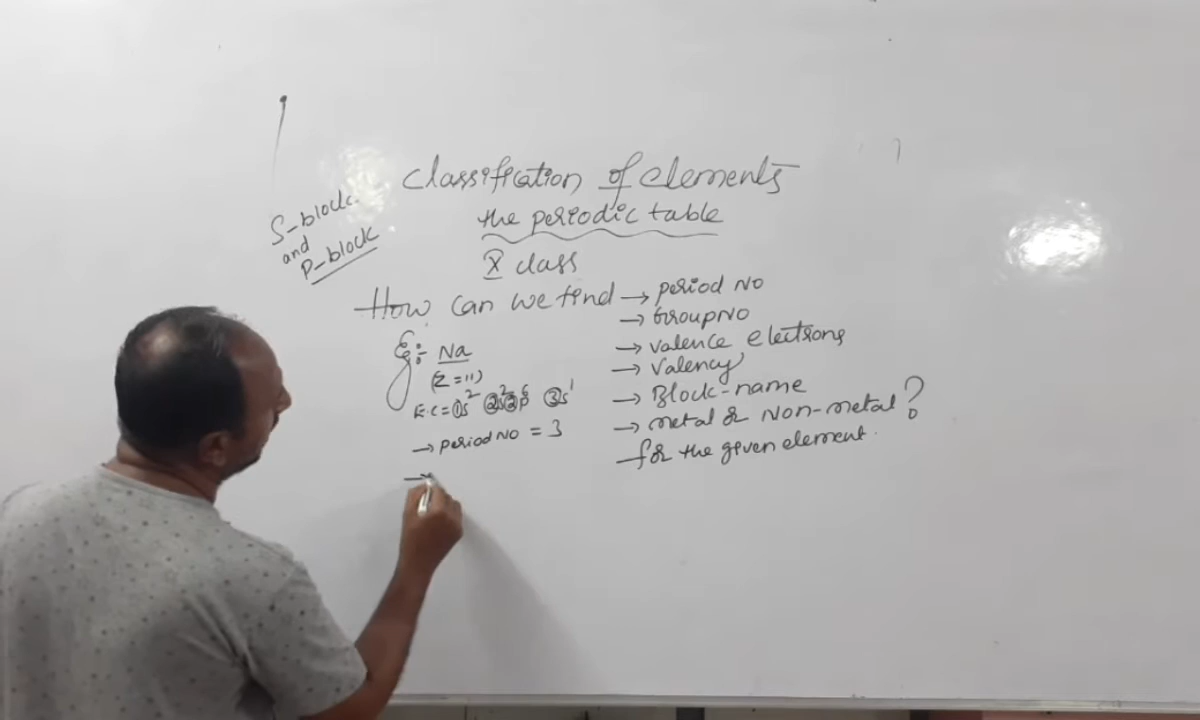 Classification of elements
the periodic table
X class
S-block
and
P-block
How can we find → period No
→ Group No
→ valence electrons
→ valency
→ Block-name
→ metal or Non-metal?
for the given element.
Eg:- Na
(Z=11)
E.C=1s² 2s²2p⁶ 3s¹
→ period No = 3
→